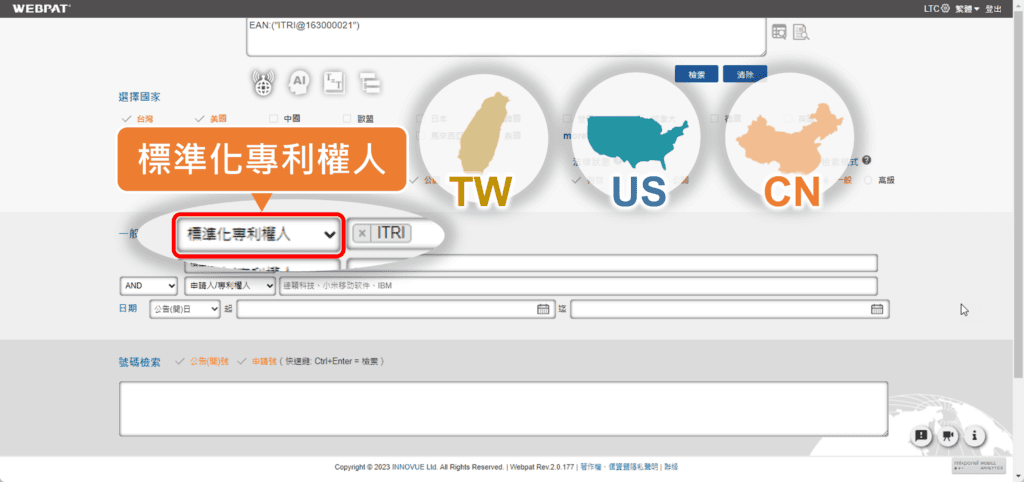 WEBPAT
LTC 繁體 登出
EAN:("ITRI@163000021")
AI
檢索 清除
選擇國家
台灣 美國 中國 歐盟 日本
more
標準化專利權人
TW US CN
一般 高級
一般 標準化專利權人 × ITRI
AND 申請人/專利權人 達爾科技、小米移动软件、IBM
日期 公告(開)日 起 迄
號碼檢索 公告(開)號 申請號 ( 快速鍵: Ctrl+Enter = 檢索 )
Copyright © 2023 INNOVUE Ltd. All Rights Reserved. | Webpat Rev.2.0.177 | 著作權、個資暨隱私聲明 | 聯絡
mixpanel
ANALYTICS